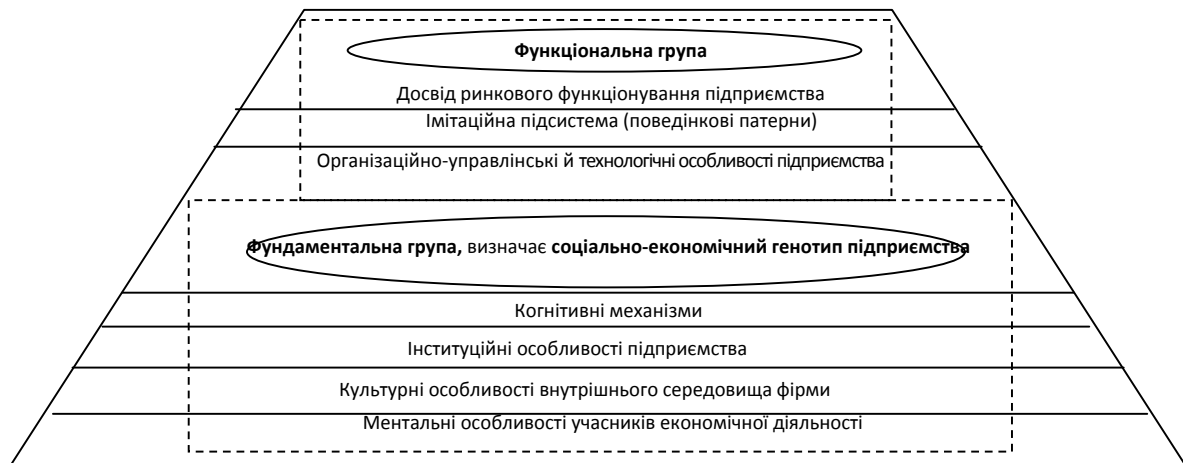 Функціональна група
Досвід ринкового функціонування підприємства
Імітаційна підсистема (поведінкові патерни)
Організаційно-управлінські й технологічні особливості підприємства
Фундаментальна група, визначає соціально-економічний генотип підприємства
Когнітивні механізми
Інституційні особливості підприємства
Культурні особливості внутрішнього середовища фірми
Ментальні особливості учасників економічної діяльності